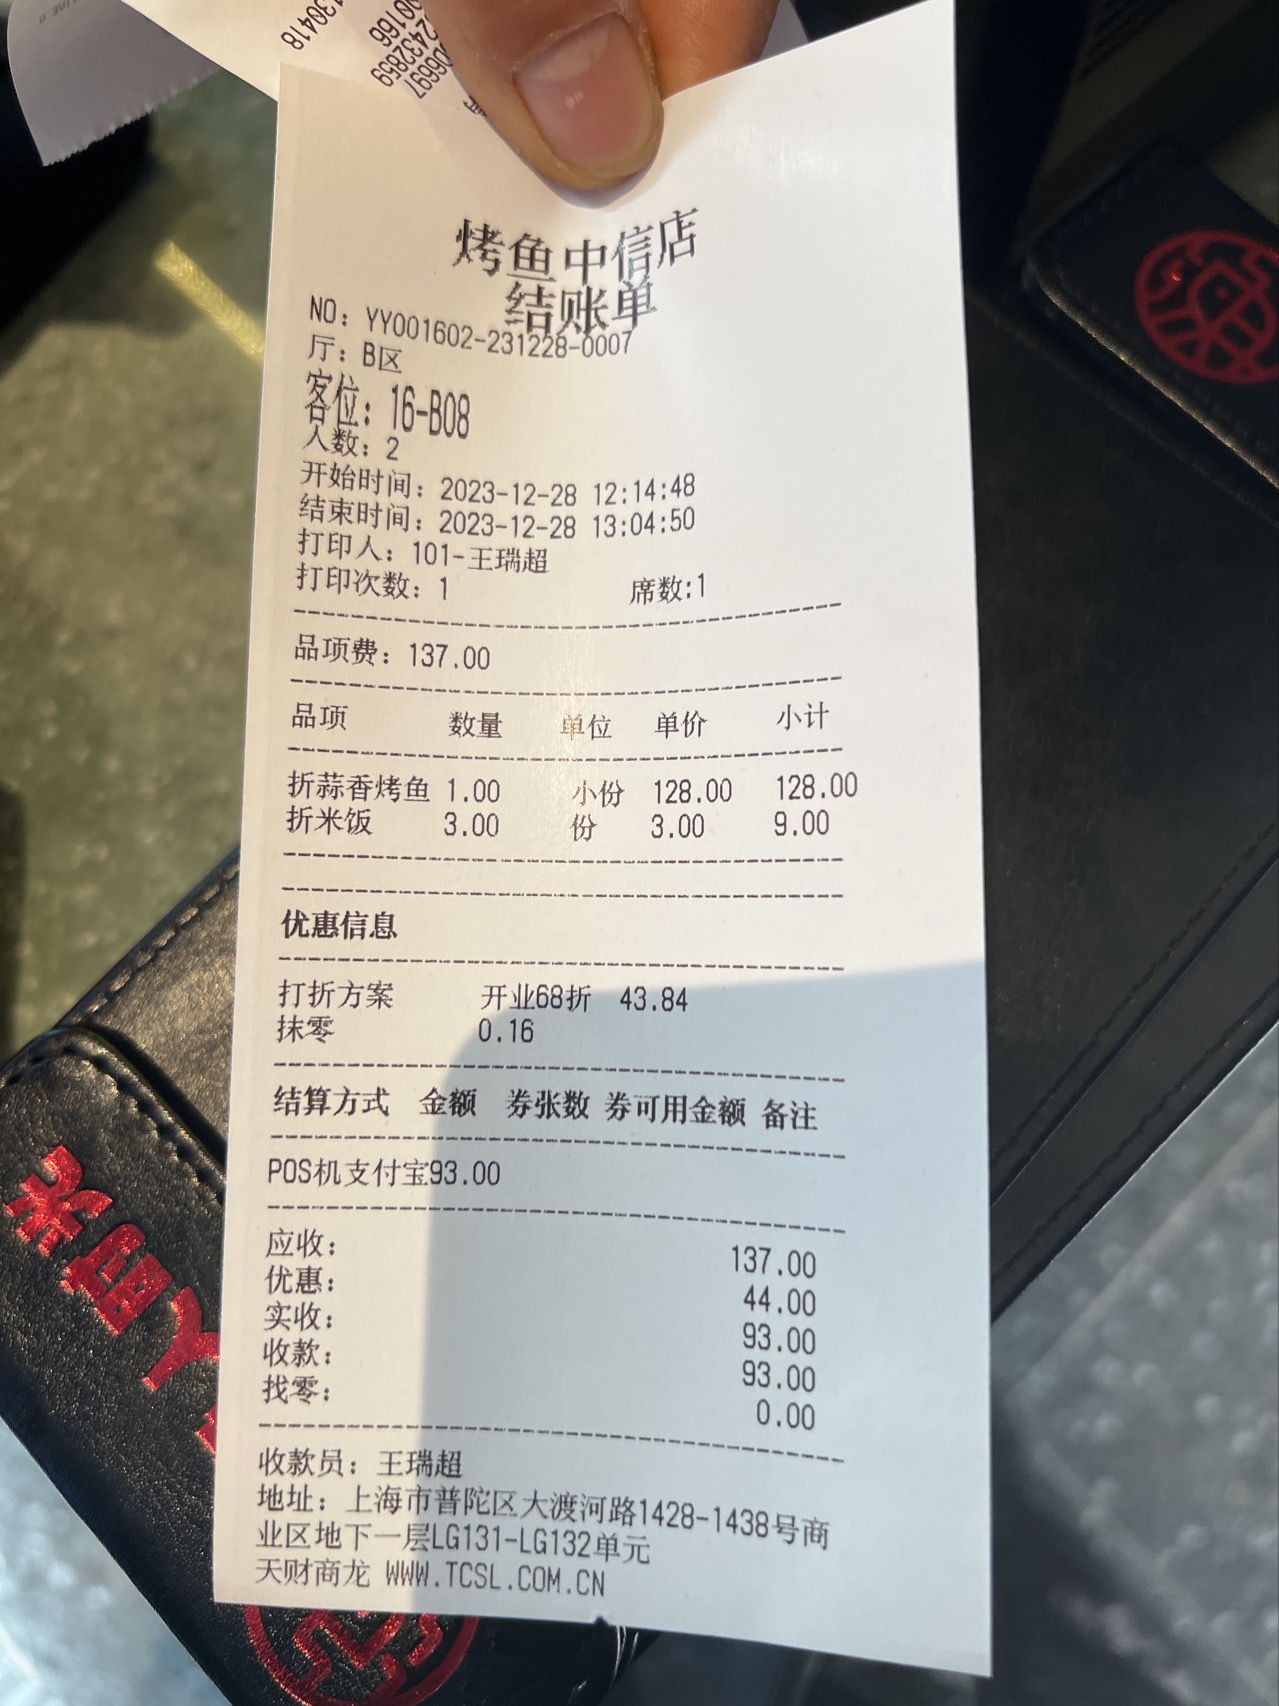 130418
00697
2432859
00166
烤鱼中信店
结账单
NO: YY001602-231228-0007
厅: B区
客位: 16-B08
人数: 2
开始时间: 2023-12-28 12:14:48
结束时间: 2023-12-28 13:04:50
打印人: 101-王瑞超
打印次数: 1 席数:1
品项费: 137.00
品项 数量 单位 单价 小计
折蒜香烤鱼 1.00 小份 128.00 128.00
折米饭 3.00 份 3.00 9.00
优惠信息
打折方案 开业68折 43.84
抹零 0.16
结算方式 金额 券张数 券可用金额 备注
POS机支付宝93.00
应收: 137.00
优惠: 44.00
实收: 93.00
收款: 93.00
找零: 0.00
收款员: 王瑞超
地址: 上海市普陀区大渡河路1428-1438号商
业区地下一层LG131-LG132单元
天财商龙 WWW.TCSL.COM.CN